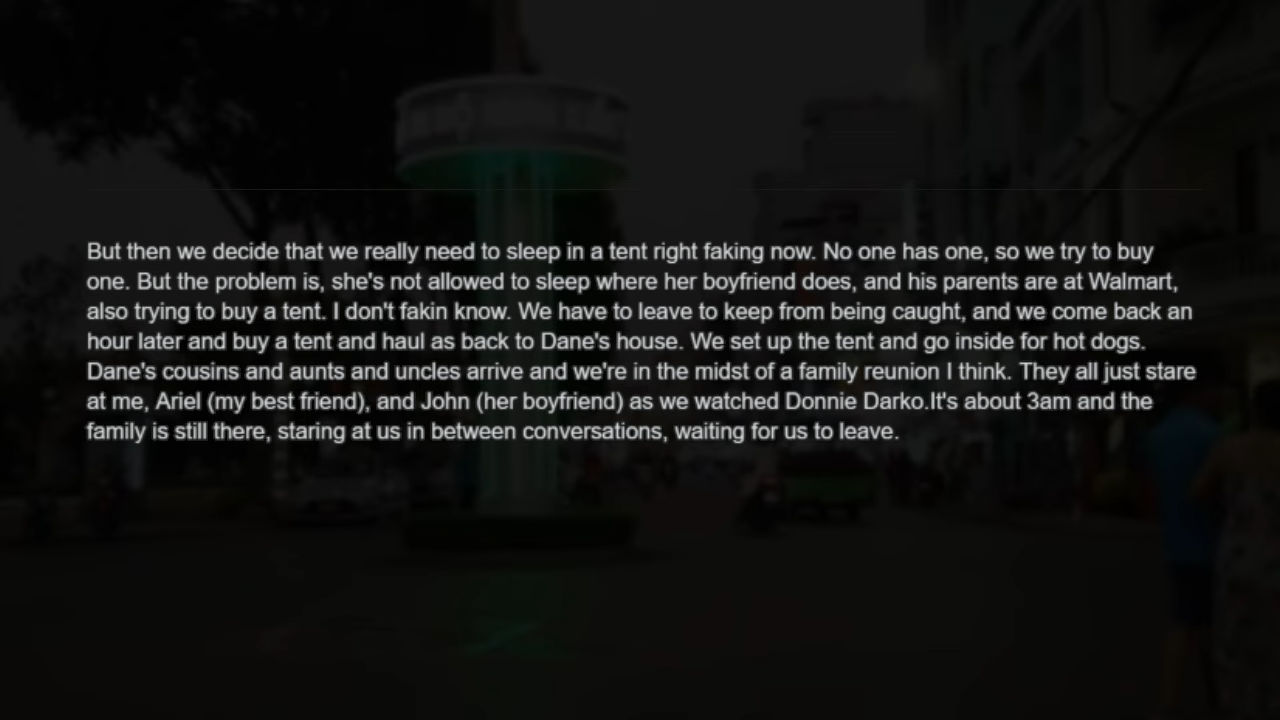 But then we decide that we really need to sleep in a tent right faking now. No one has one, so we try to buy
one. But the problem is, she's not allowed to sleep where her boyfriend does, and his parents are at Walmart,
also trying to buy a tent. I don't fakin know. We have to leave to keep from being caught, and we come back an
hour later and buy a tent and haul as back to Dane's house. We set up the tent and go inside for hot dogs.
Dane's cousins and aunts and uncles arrive and we're in the midst of a family reunion I think. They all just stare
at me, Ariel (my best friend), and John (her boyfriend) as we watched Donnie Darko.It's about 3am and the
family is still there, staring at us in between conversations, waiting for us to leave.